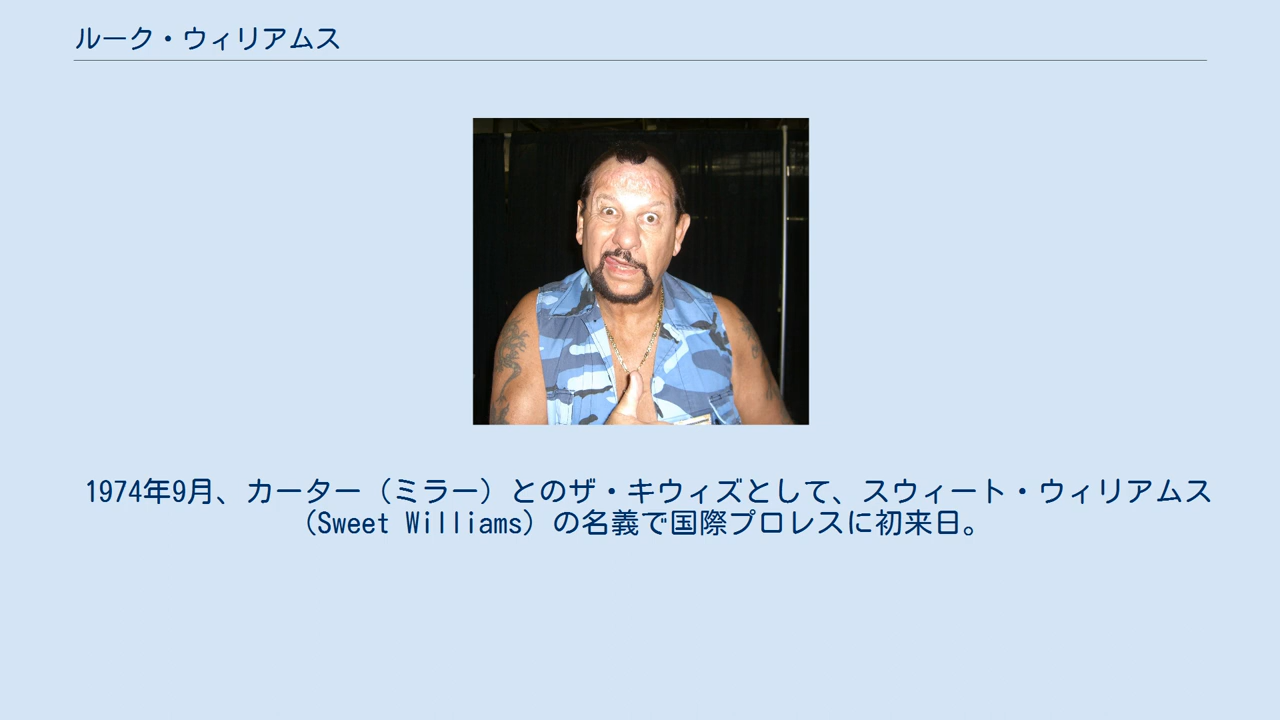 ルーク・ウィリアムス
1974年9月、カーター（ミラー）とのザ・キウィズとして、スウィート・ウィリアムス
（Sweet Williams）の名義で国際プロレスに初来日。